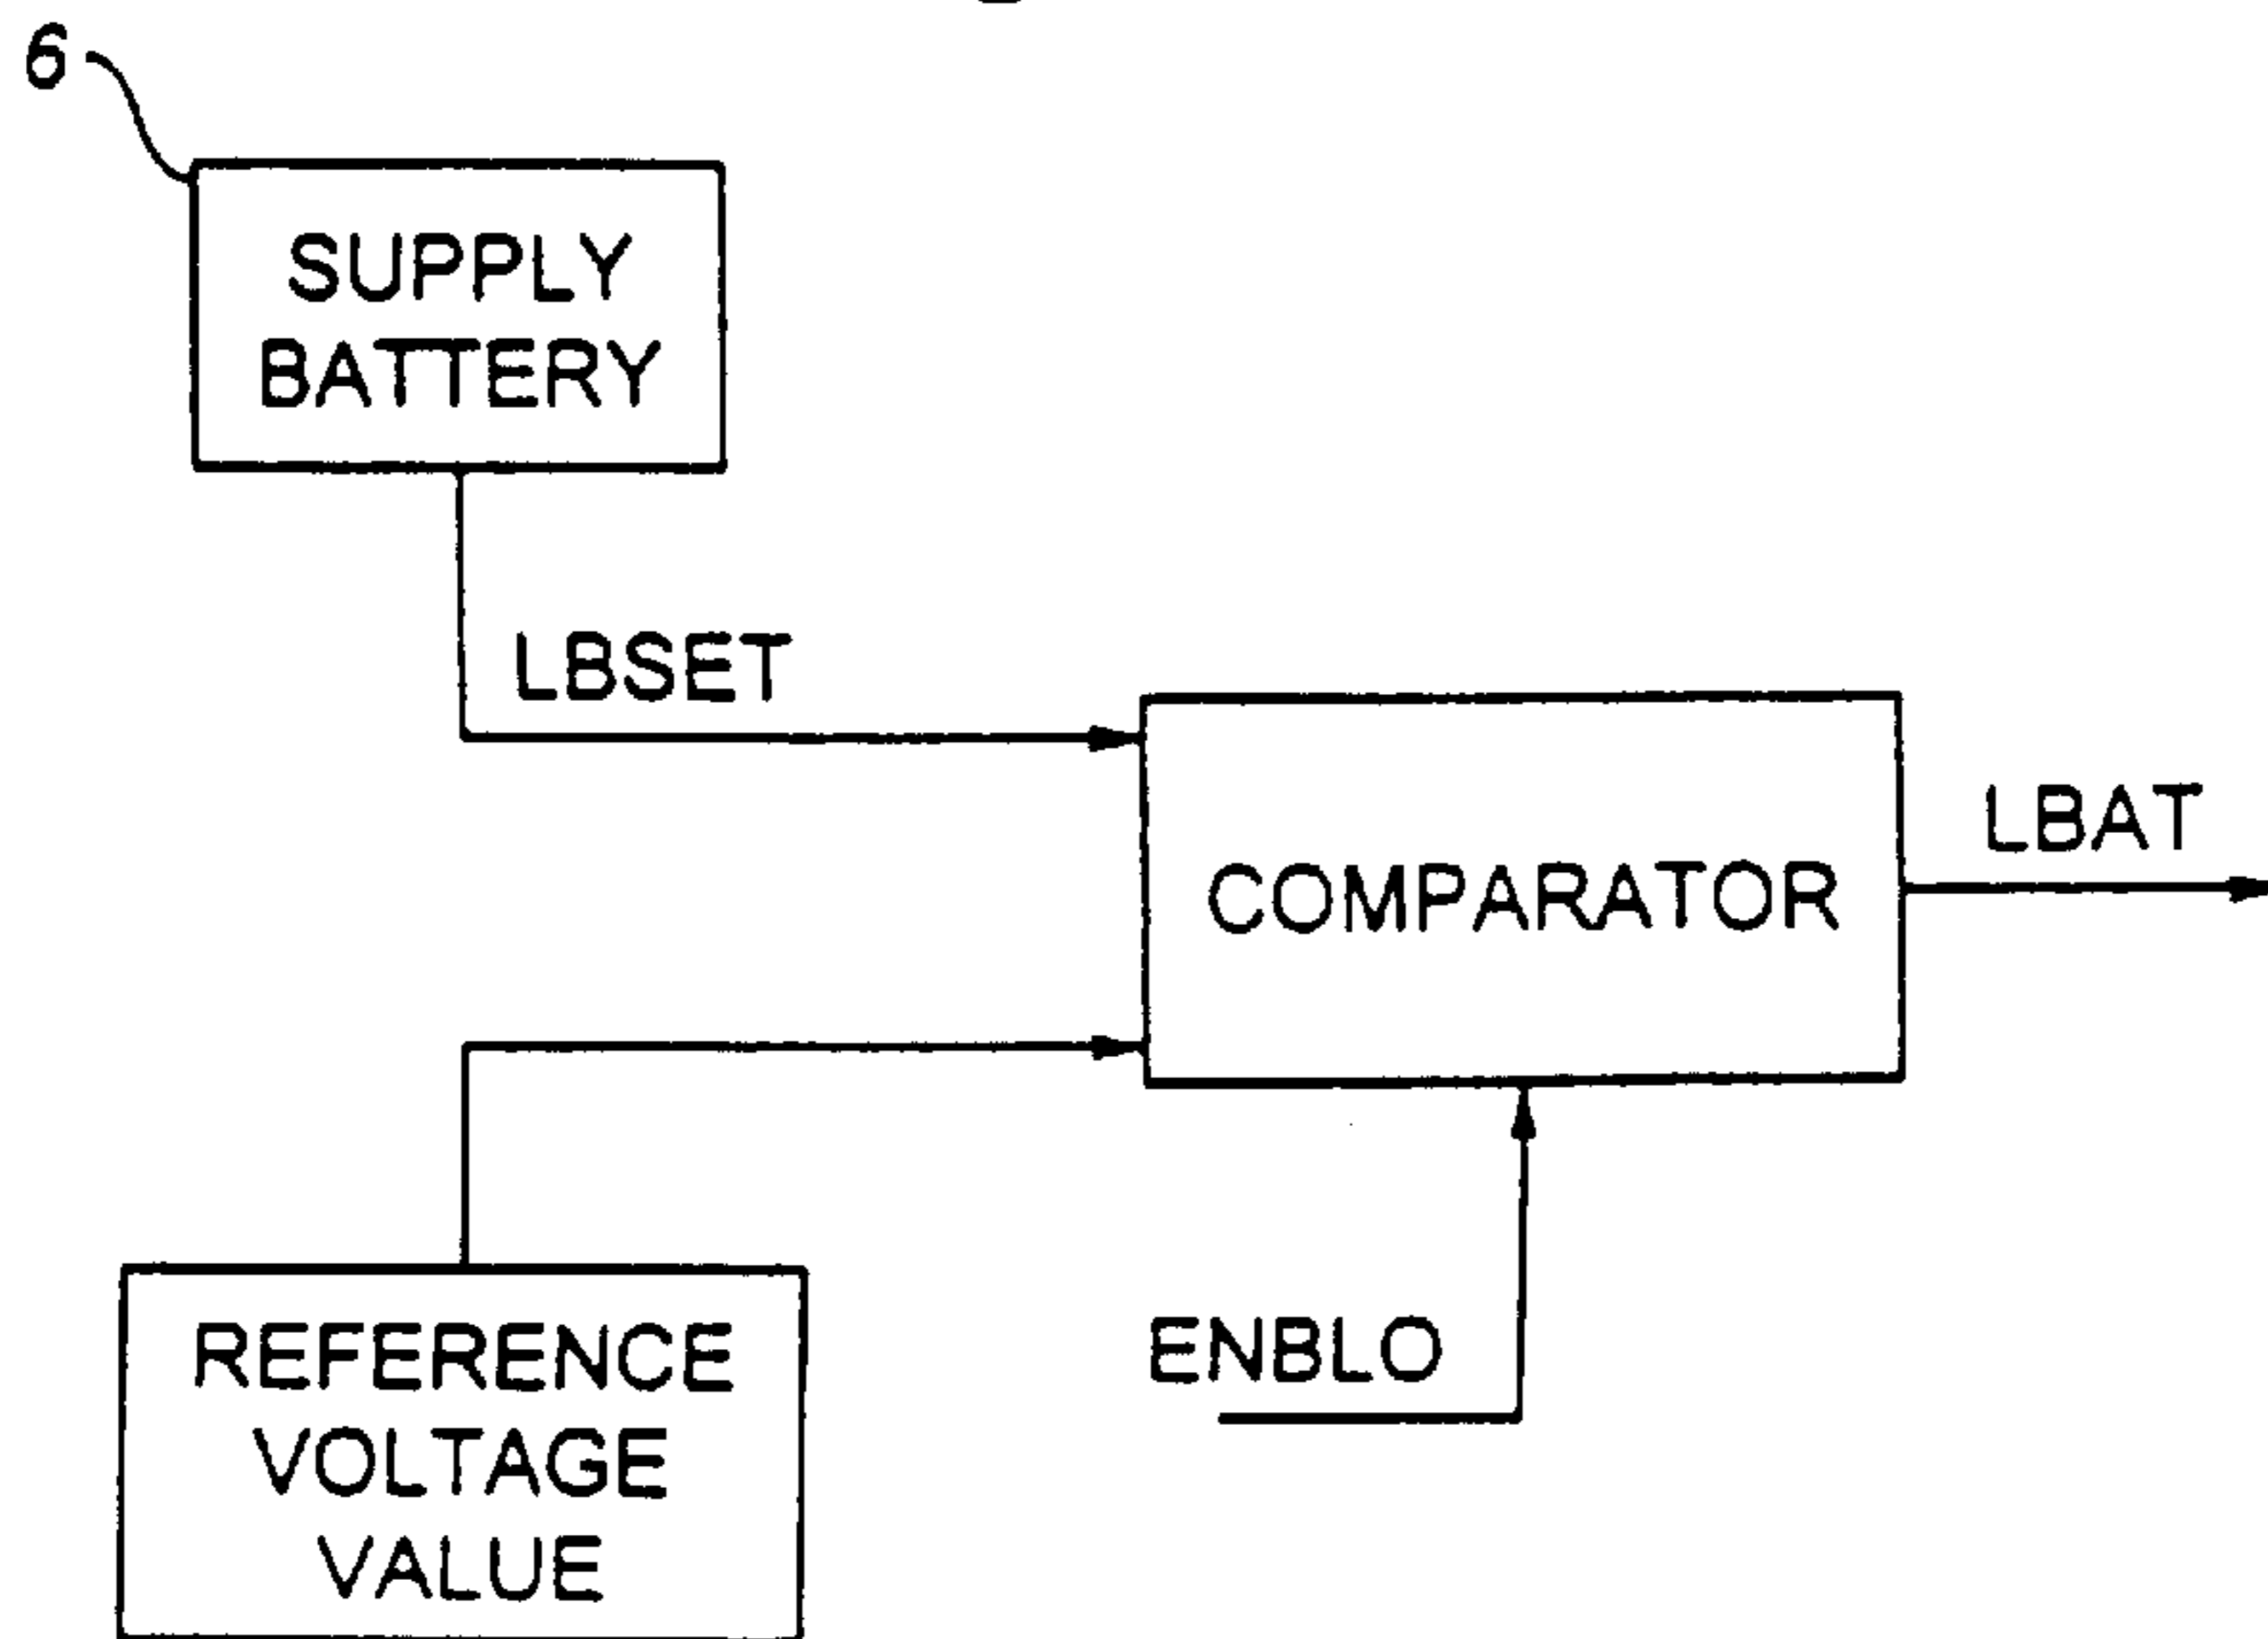 6
SUPPLY
BATTERY
LBSET
LBAT
COMPARATOR
ENBLO
REFERENCE
VOLTAGE
VALUE